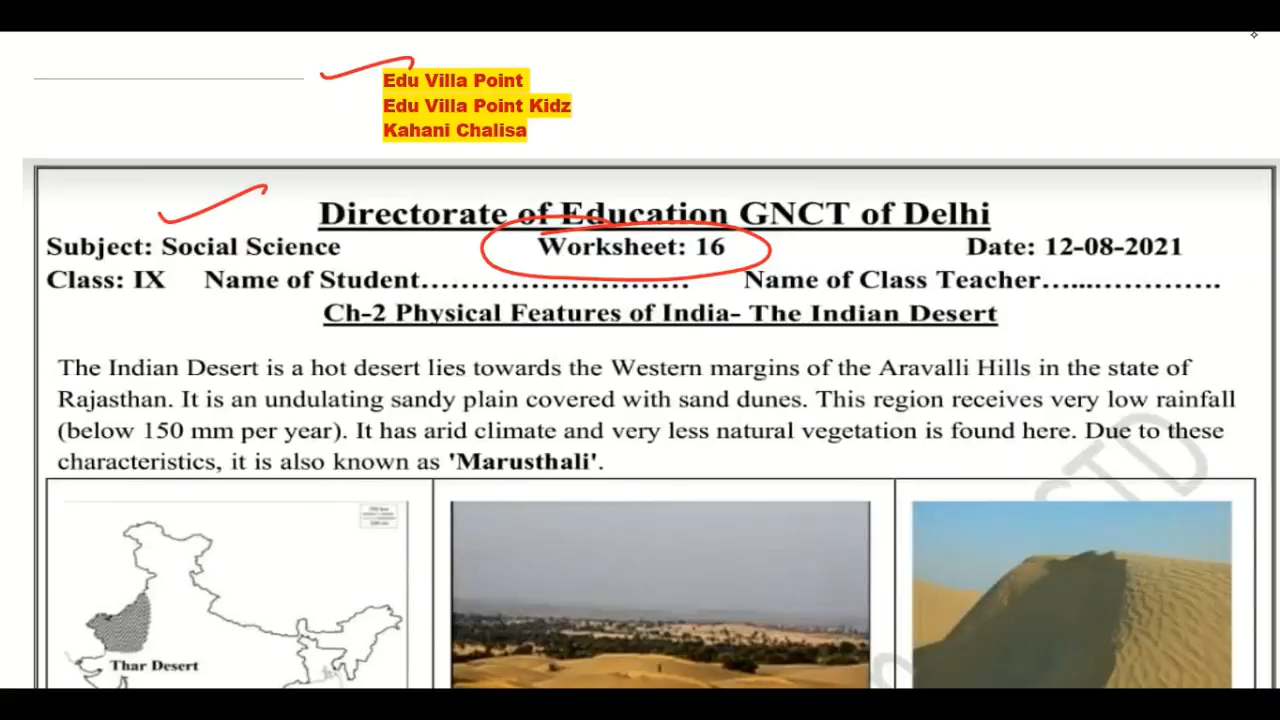 Edu Villa Point
Edu Villa Point Kidz
Kahani Chalisa
Directorate of Education GNCT of Delhi
Subject: Social Science Worksheet: 16 Date: 12-08-2021
Class: IX Name of Student……………………… Name of Class Teacher…...………….
Ch-2 Physical Features of India- The Indian Desert
The Indian Desert is a hot desert lies towards the Western margins of the Aravalli Hills in the state of
Rajasthan. It is an undulating sandy plain covered with sand dunes. This region receives very low rainfall
(below 150 mm per year). It has arid climate and very less natural vegetation is found here. Due to these
characteristics, it is also known as 'Marusthali'.
Thar Desert